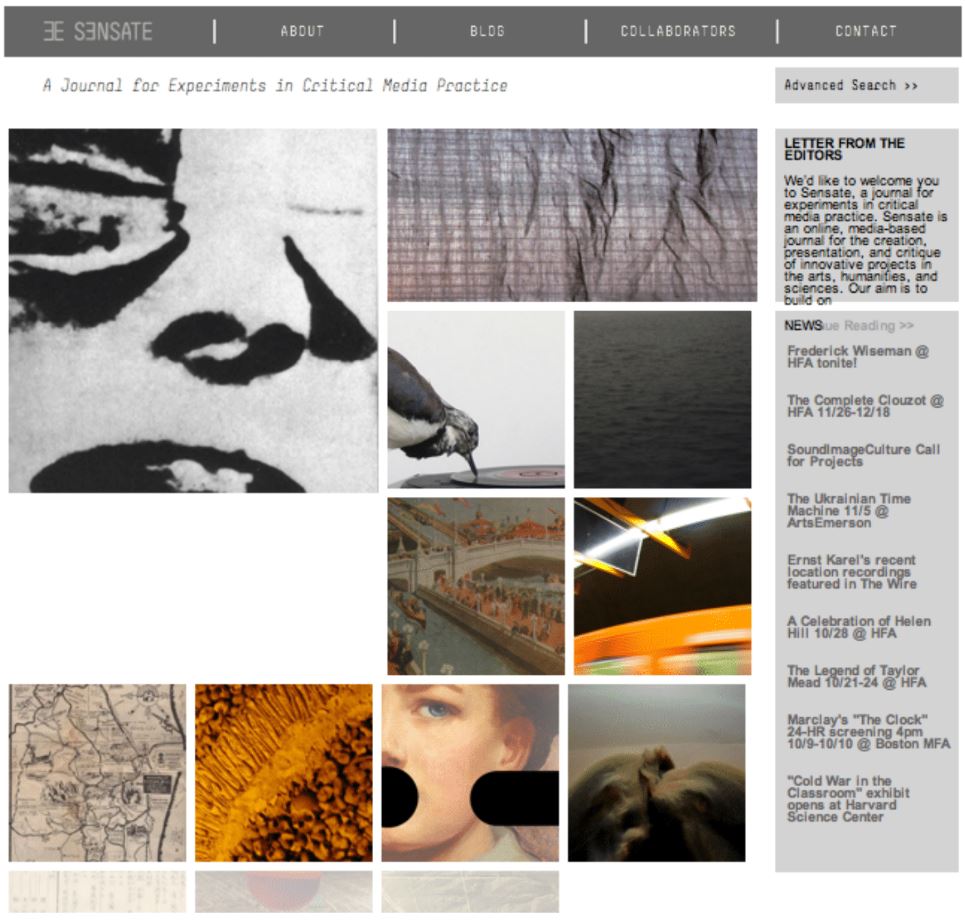 SENSATE
ABOUT
BLOG
COLLABORATORS
CONTACT
A Journal for Experiments in Critical Media Practice
Advanced Search >>
LETTER FROM THE
EDITORS
We'd like to welcome you
to Sensate, a journal for
experiments in critical
media practice. Sensate is
an online, media-based
journal for the creation,
presentation, and critique
of innovative projects in
the arts, humanities, and
sciences. Our aim is to
build on
NEWS
Reading >>
Frederick Wiseman @
HFA tonite!
The Complete Clouzot @
HFA 11/26-12/18
SoundImageCulture Call
for Projects
The Ukrainian Time
Machine 11/5 @
ArtsEmerson
Ernst Karel's recent
location recordings
featured in The Wire
A Celebration of Helen
Hill 10/28 @ HFA
The Legend of Taylor
Mead 10/21-24 @ HFA
Marclay's "The Clock"
24-HR screening 4pm
10/9-10/10 @ Boston MFA
"Cold War in the
Classroom" exhibit
opens at Harvard
Science Center